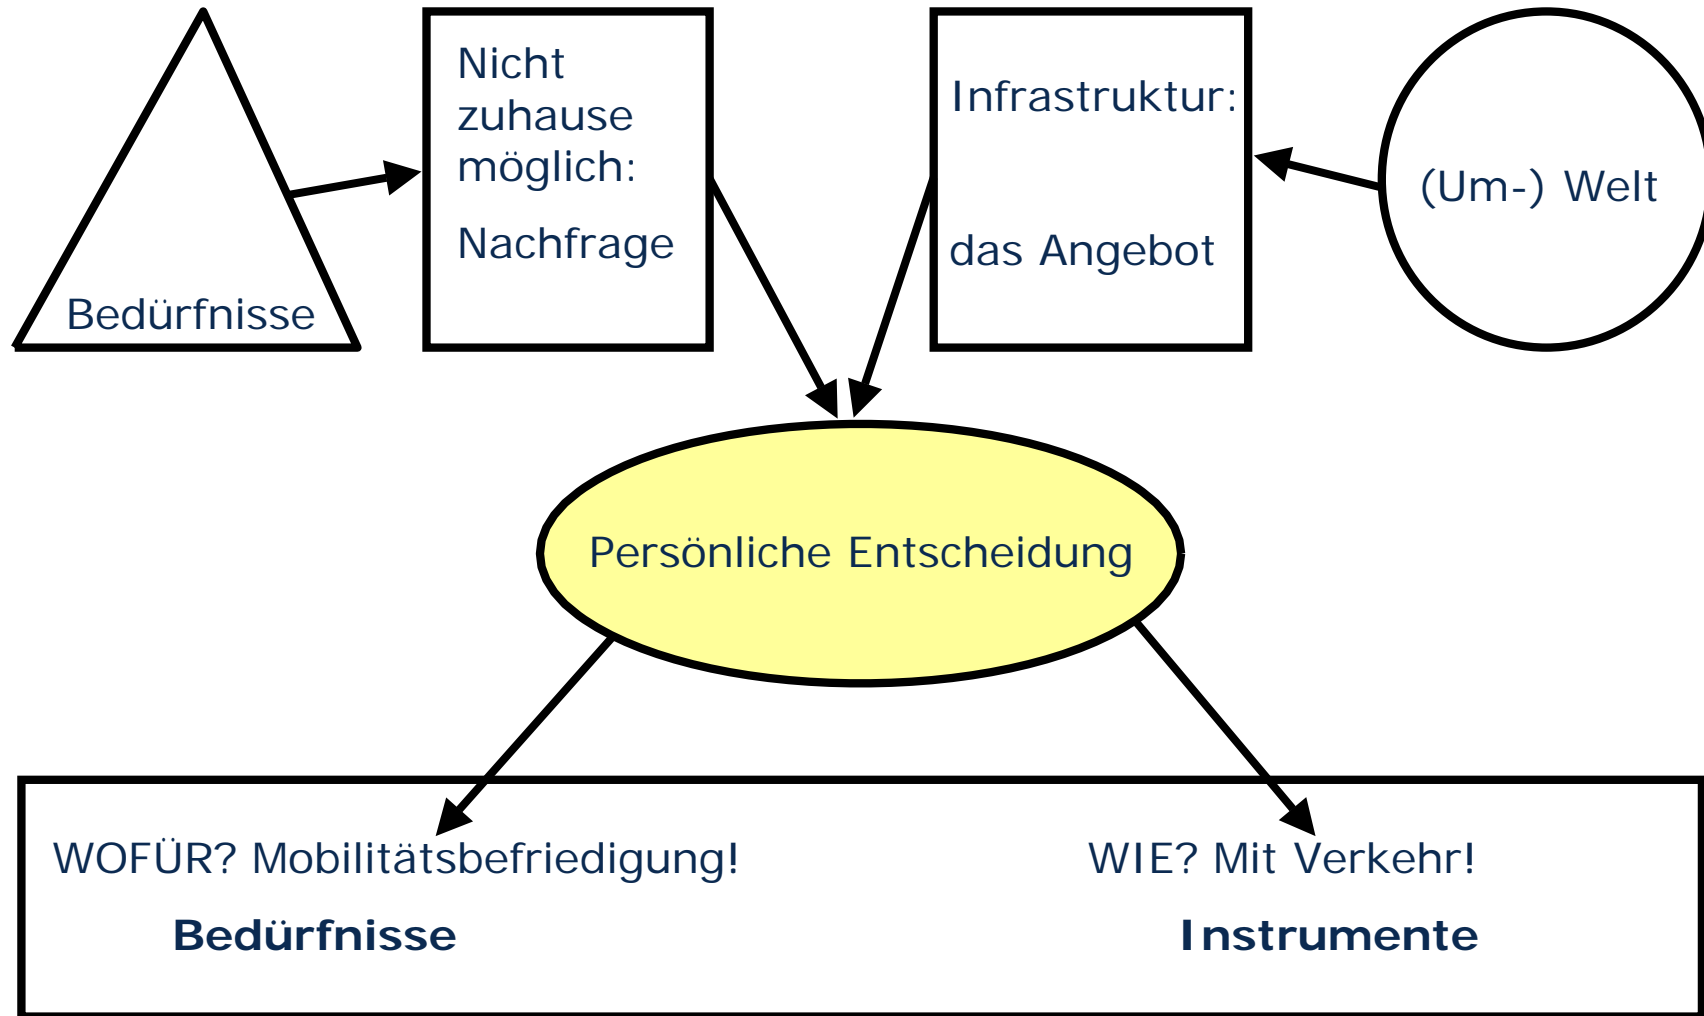 Bedürfnisse
Nicht
zuhause
möglich:
Nachfrage
Infrastruktur:
das Angebot
(Um-) Welt
Persönliche Entscheidung
WOFÜR? Mobilitätsbefriedigung!
Bedürfnisse
WIE? Mit Verkehr!
Instrumente